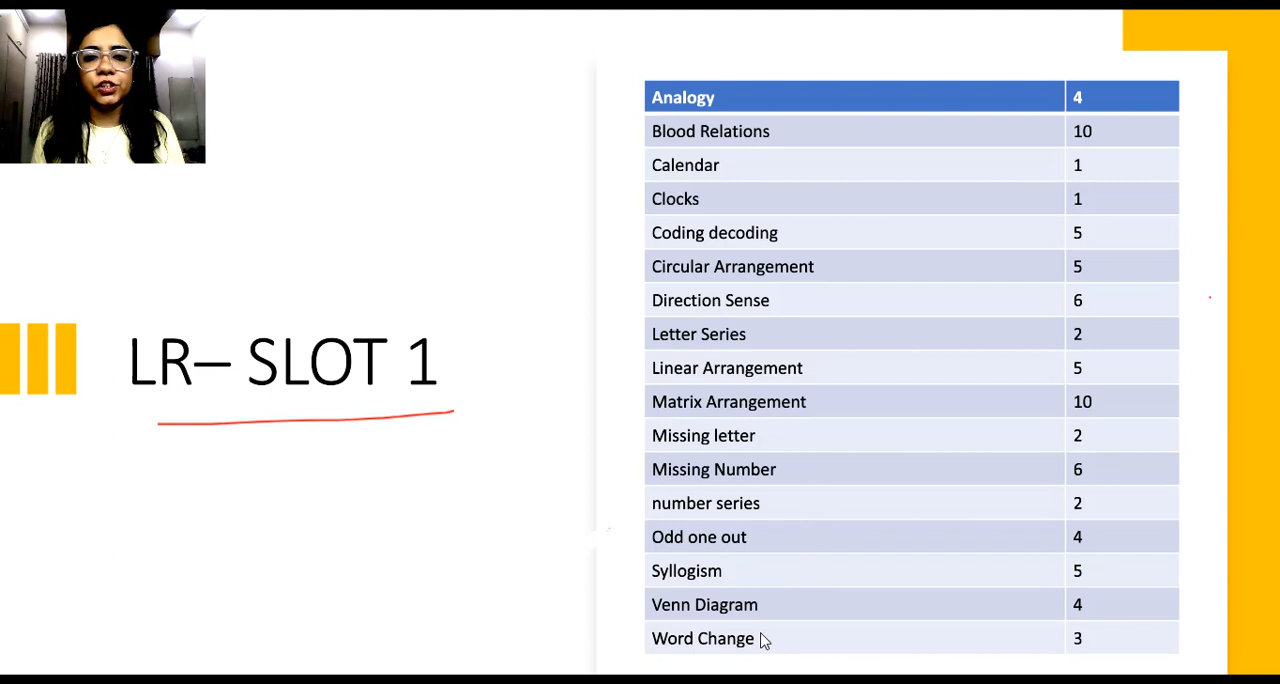 LR– SLOT 1
Analogy 4
Blood Relations 10
Calendar 1
Clocks 1
Coding decoding 5
Circular Arrangement 5
Direction Sense 6
Letter Series 2
Linear Arrangement 5
Matrix Arrangement 10
Missing letter 2
Missing Number 6
number series 2
Odd one out 4
Syllogism 5
Venn Diagram 4
Word Change 3